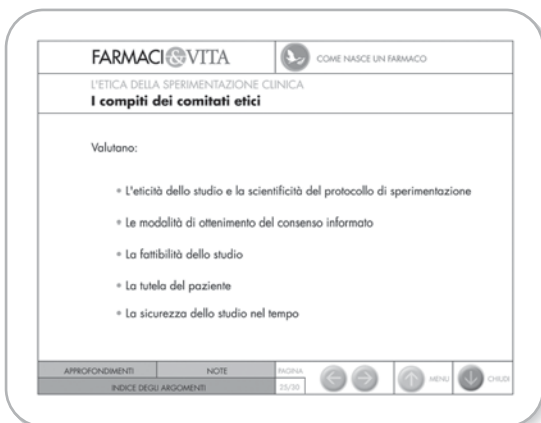 FARMACI&VITA
COME NASCE UN FARMACO
L'ETICA DELLA SPERIMENTAZIONE CLINICA
I compiti dei comitati etici
Valutano:
• L'eticità dello studio e la scientificità del protocollo di sperimentazione
• Le modalità di ottenimento del consenso informato
• La fattibilità dello studio
• La tutela del paziente
• La sicurezza dello studio nel tempo
APPROFONDIMENTI NOTE PAGINA
INDICE DEGLI ARGOMENTI 25/30
MENU CHIUDI